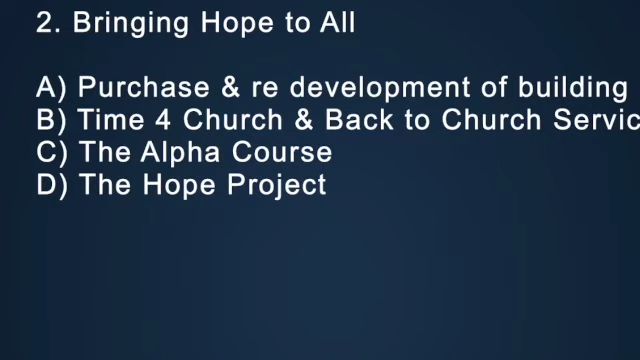 2. Bringing Hope to All
A) Purchase & re development of building
B) Time 4 Church & Back to Church Servic
C) The Alpha Course
D) The Hope Project